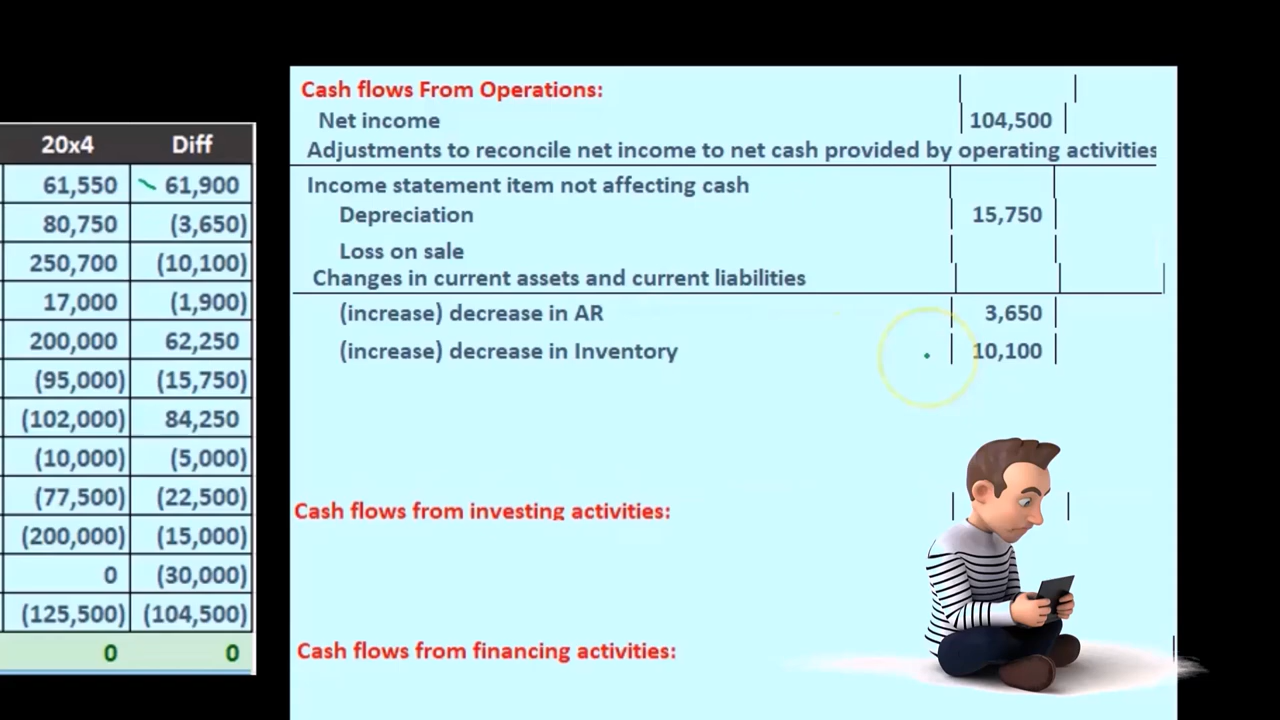 20x4 Diff
61,550 61,900
80,750 (3,650)
250,700 (10,100)
17,000 (1,900)
200,000 62,250
(95,000) (15,750)
(102,000) 84,250
(10,000) (5,000)
(77,500) (22,500)
(200,000) (15,000)
0 (30,000)
(125,500) (104,500)
0 0
Cash flows From Operations:
Net income 104,500
Adjustments to reconcile net income to net cash provided by operating activities
Income statement item not affecting cash
Depreciation 15,750
Loss on sale
Changes in current assets and current liabilities
(increase) decrease in AR 3,650
(increase) decrease in Inventory 10,100
Cash flows from investing activities:
Cash flows from financing activities: